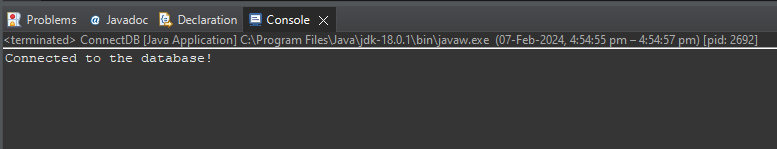 Problems @ Javadoc Declaration Console
<terminated> ConnectDB [Java Application] C:\Program Files\Java\jdk-18.0.1\bin\javaw.exe (07-Feb-2024, 4:54:55 pm – 4:54:57 pm) [pid: 2692]
Connected to the database!